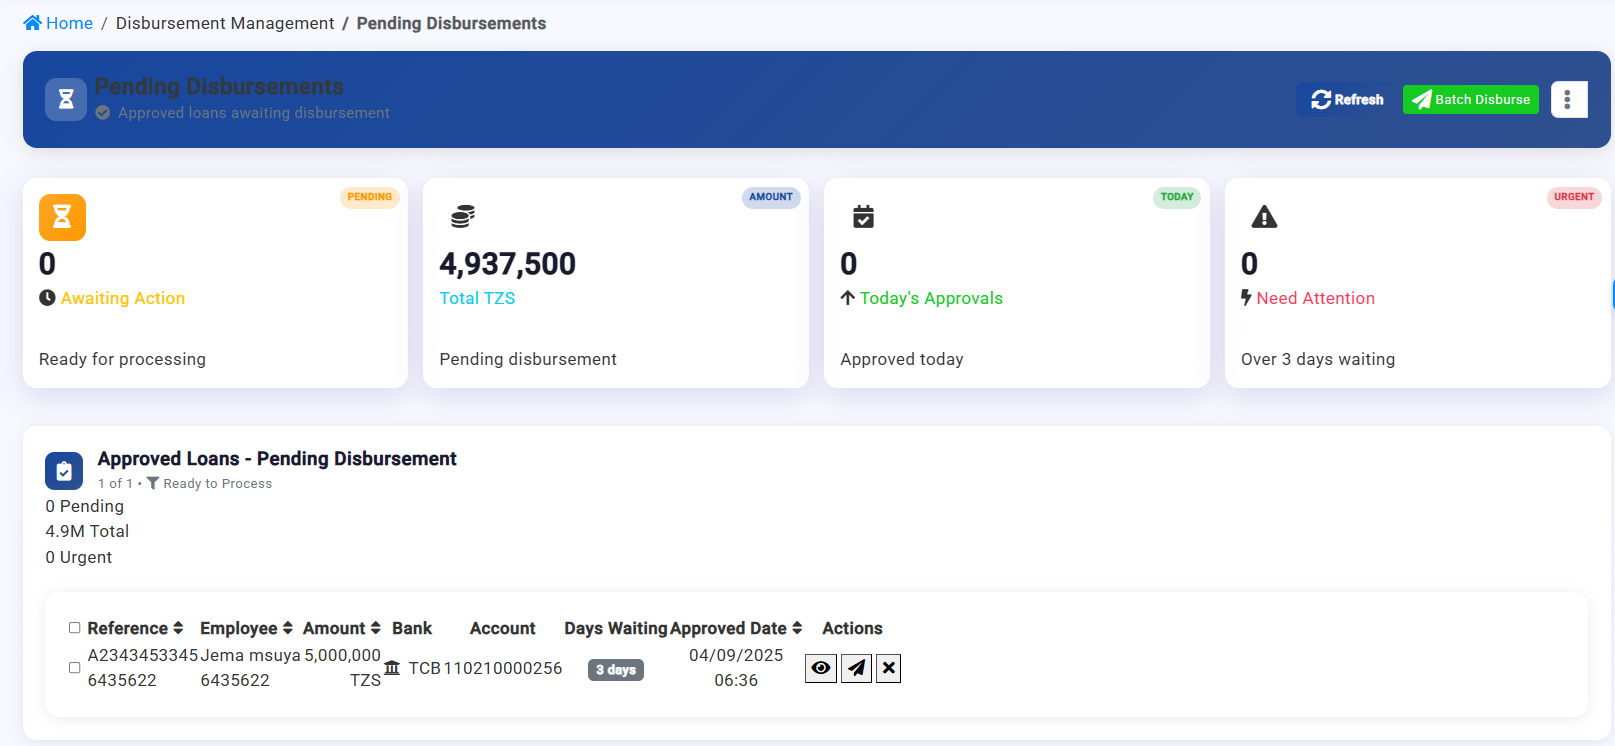 Home / Disbursement Management / Pending Disbursements
Pending Disbursements
Approved loans awaiting disbursement
Refresh
Batch Disburse
PENDING
0
Awaiting Action
Ready for processing
AMOUNT
4,937,500
Total TZS
Pending disbursement
TODAY
0
Today's Approvals
Approved today
URGENT
0
Need Attention
Over 3 days waiting
Approved Loans - Pending Disbursement
1 of 1 • Ready to Process
0 Pending
4.9M Total
0 Urgent
Reference Employee Amount Bank Account Days Waiting Approved Date Actions
A2343453345 Jema msuya 5,000,000 TCB 110210000256 3 days 04/09/2025
6435622 6435622 TZS 06:36